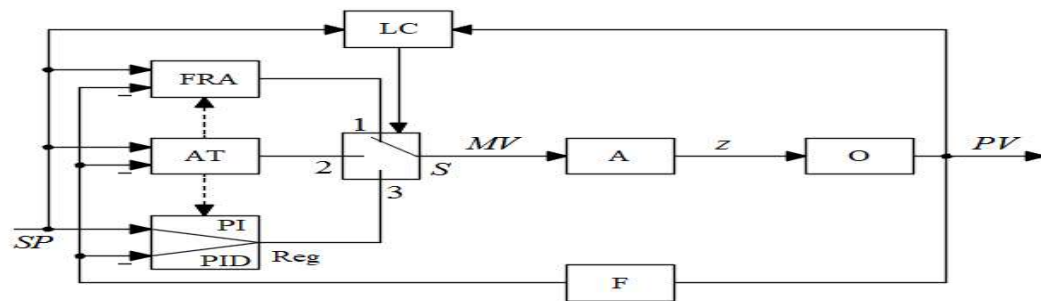 LC
FRA
1
AT
2
S
MV
A
z
O
PV
3
SP
PI
PID
Reg
F